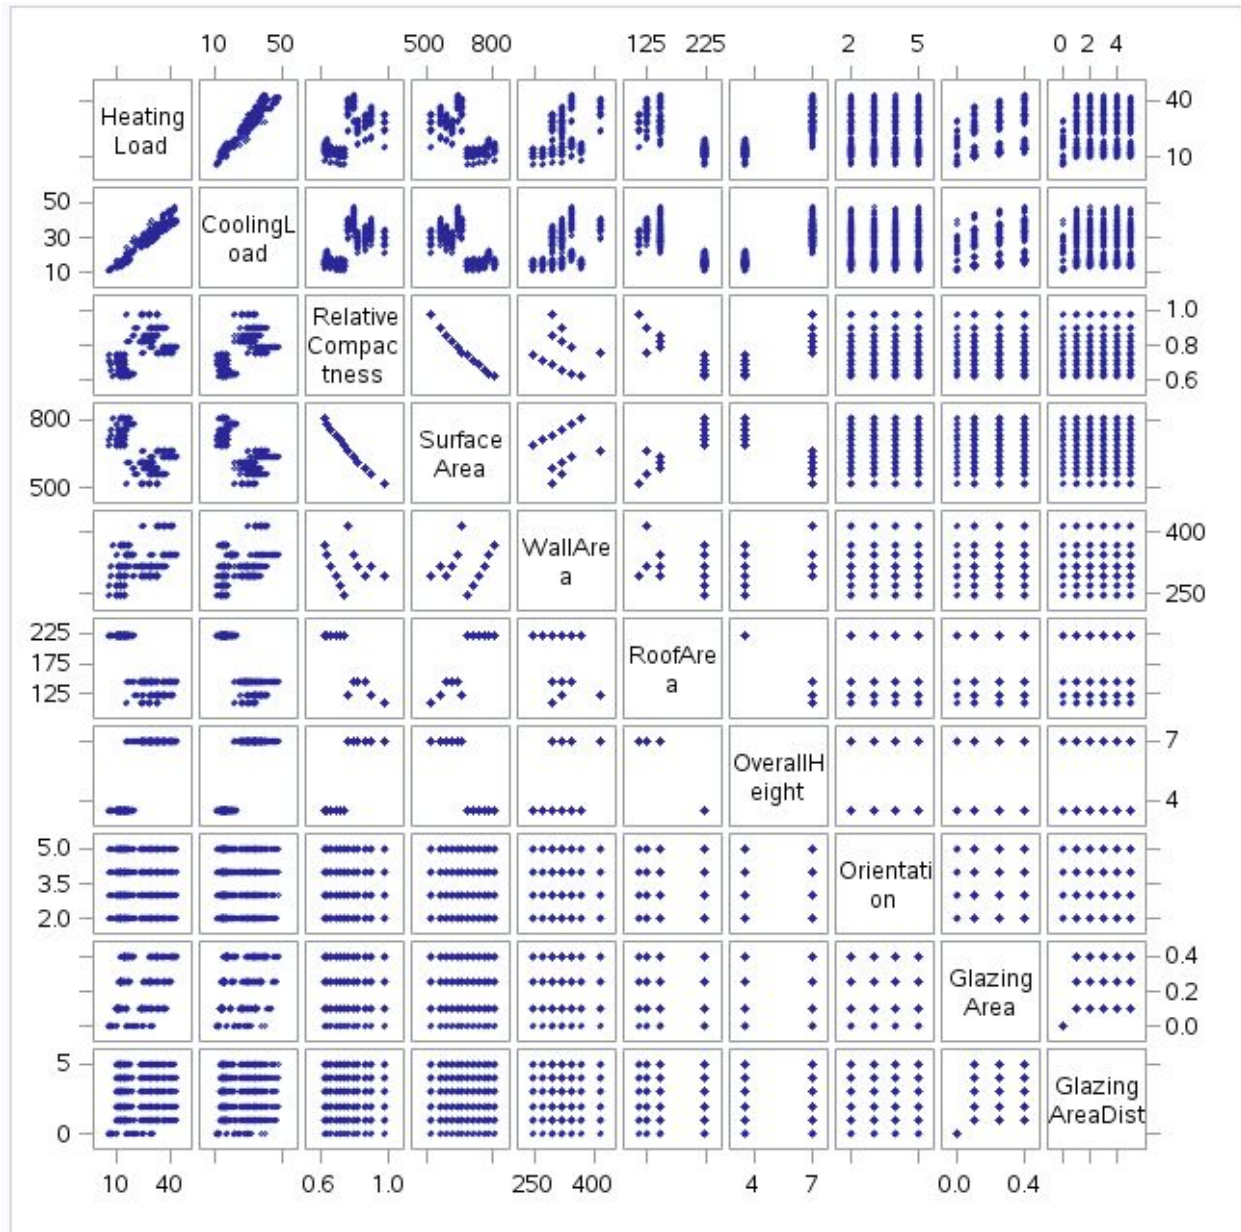 10 50 500 800 125 225 2 5 0 2 4
Heating
Load
40
10
50
30
10
CoolingL
oad
Relative
Compac
tness
1.0
0.8
0.6
800
500
Surface
Area
WallAre
a
400
250
225
175
125
RoofAre
a
OverallH
eight
7
4
5.0
3.5
2.0
Orientati
on
Glazing
Area
0.4
0.2
0.0
5
0
Glazing
AreaDist
10 40 0.6 1.0 250 400 4 7 0.0 0.4